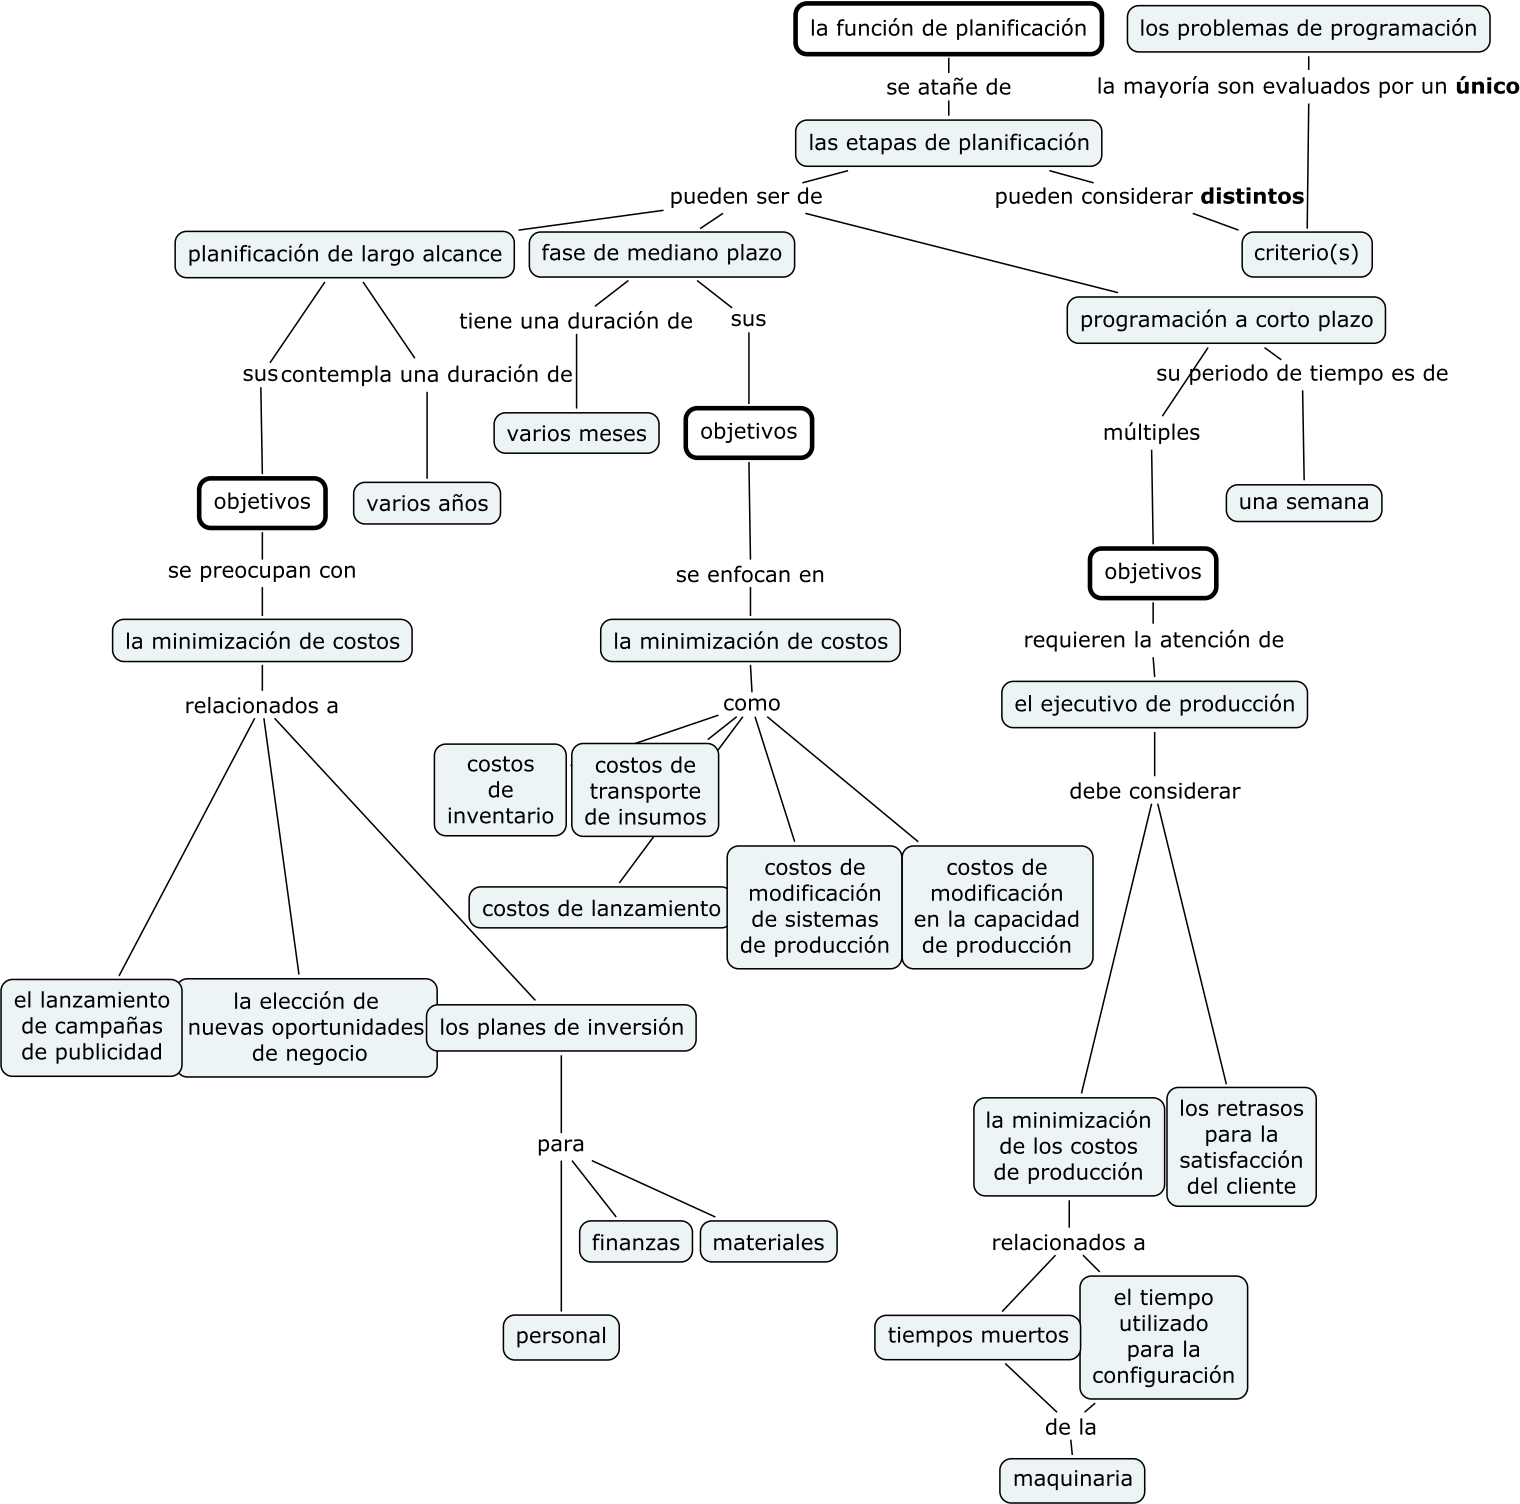 la función de planificación
los problemas de programación
se atañe de
la mayoría son evaluados por un único
las etapas de planificación
pueden ser de
pueden considerar distintos
planificación de largo alcance
fase de mediano plazo
criterio(s)
tiene una duración de
sus
programación a corto plazo
sus
contempla una duración de
su periodo de tiempo es de
varios meses
objetivos
múltiples
objetivos
varios años
una semana
se preocupan con
se enfocan en
objetivos
la minimización de costos
la minimización de costos
requieren la atención de
relacionados a
como
el ejecutivo de producción
costos
de
inventario
costos de
transporte
de insumos
debe considerar
costos de lanzamiento
costos de
modificación
de sistemas
de producción
costos de
modificación
en la capacidad
de producción
el lanzamiento
de campañas
de publicidad
la elección de
nuevas oportunidades
de negocio
los planes de inversión
para
la minimización
de los costos
de producción
los retrasos
para la
satisfacción
del cliente
finanzas
materiales
relacionados a
personal
tiempos muertos
el tiempo
utilizado
para la
configuración
de la
maquinaria